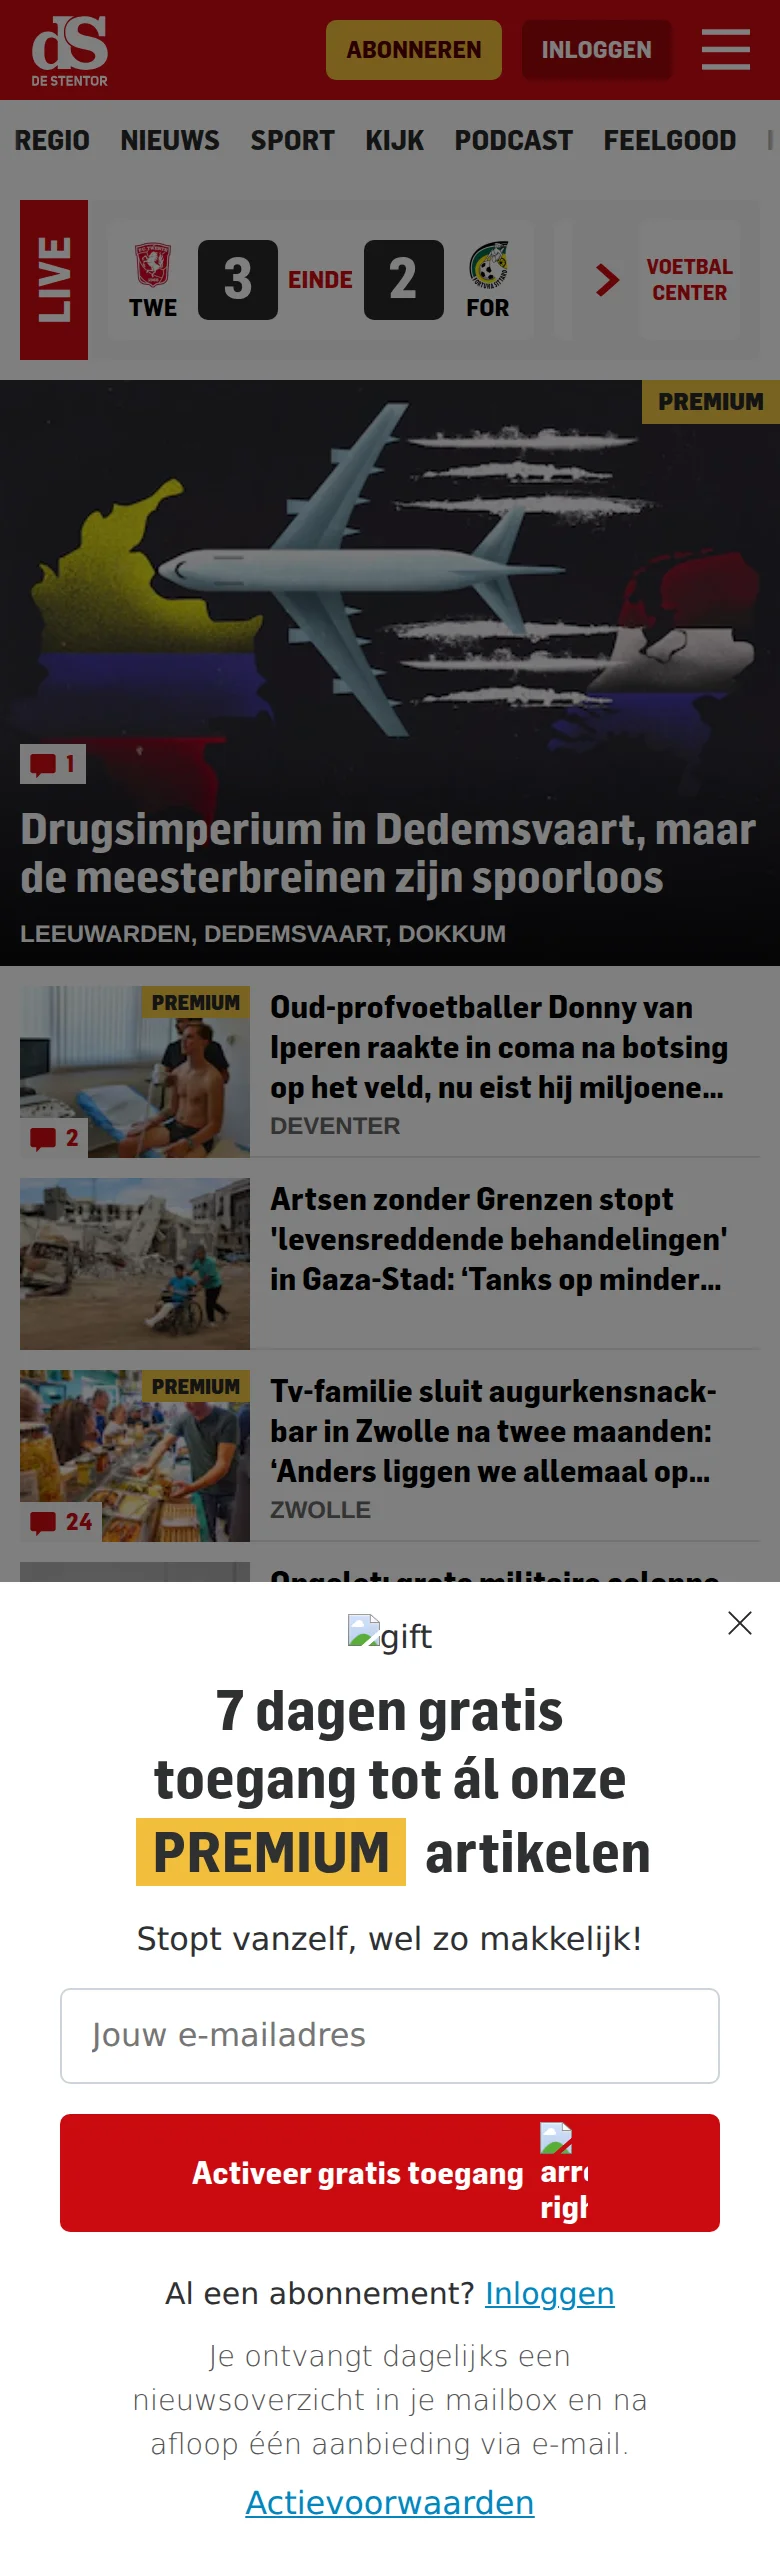 dS
DE STENTOR
ABONNEREN
INLOGGEN
REGIO NIEUWS SPORT KIJK PODCAST FEELGOOD
LIVE
TWE
3
EINDE
2
FOR
VOETBAL
CENTER
PREMIUM
1
Drugsimperium in Dedemsvaart, maar
de meesterbreinen zijn spoorloos
LEEUWARDEN, DEDEMSVAART, DOKKUM
PREMIUM
2
Oud-profvoetballer Donny van
Iperen raakte in coma na botsing
op het veld, nu eist hij miljoene...
DEVENTER
Artsen zonder Grenzen stopt
'levensreddende behandelingen'
in Gaza-Stad: ‘Tanks op minder...
PREMIUM
24
Tv-familie sluit augurkensnack-
bar in Zwolle na twee maanden:
‘Anders liggen we allemaal op...
ZWOLLE
gift
7 dagen gratis
toegang tot ál onze
PREMIUM artikelen
Stopt vanzelf, wel zo makkelijk!
Jouw e-mailadres
Activeer gratis toegang
Al een abonnement? Inloggen
Je ontvangt dagelijks een
nieuwsoverzicht in je mailbox en na
afloop één aanbieding via e-mail.
Actievoorwaarden